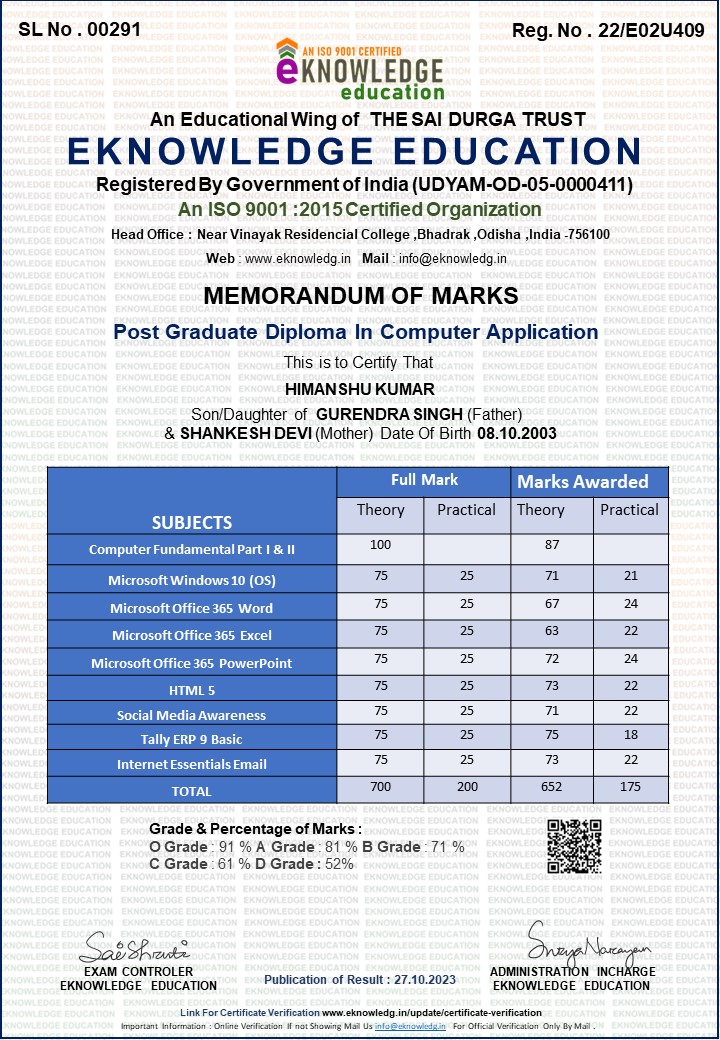 SL No . 00291
Reg. No . 22/E02U409
AN ISO 9001 CERTIFIED
eKNOWLEDGE
education
An Educational Wing of THE SAI DURGA TRUST
EKNOWLEDGE EDUCATION
Registered By Government of India (UDYAM-OD-05-0000411)
An ISO 9001 :2015 Certified Organization
Head Office : Near Vinayak Residencial College ,Bhadrak ,Odisha ,India -756100
Web : www.eknowledg.in Mail : info@eknowledg.in
MEMORANDUM OF MARKS
Post Graduate Diploma In Computer Application
This is to Certify That
HIMANSHU KUMAR
Son/Daughter of GURENDRA SINGH (Father)
& SHANKESH DEVI (Mother) Date Of Birth 08.10.2003
SUBJECTS Full Mark Marks Awarded
Theory Practical Theory Practical
Computer Fundamental Part I & II 100 87
Microsoft Windows 10 (OS) 75 25 71 21
Microsoft Office 365 Word 75 25 67 24
Microsoft Office 365 Excel 75 25 63 22
Microsoft Office 365 PowerPoint 75 25 72 24
HTML 5 75 25 73 22
Social Media Awareness 75 25 71 22
Tally ERP 9 Basic 75 25 75 18
Internet Essentials Email 75 25 73 22
TOTAL 700 200 652 175
Grade & Percentage of Marks :
O Grade : 91 % A Grade : 81 % B Grade : 71 %
C Grade : 61 % D Grade : 52%
Surya Narayan
EXAM CONTROLER
EKNOWLEDGE EDUCATION
Publication of Result : 27.10.2023
ADMINISTRATION INCHARGE
EKNOWLEDGE EDUCATION
Link For Certificate Verification www.eknowledg.in/update/certificate-verification
Important Information : Online Verification If not Showing Mail Us info@eknowledg.in For Official Verification Only By Mail .